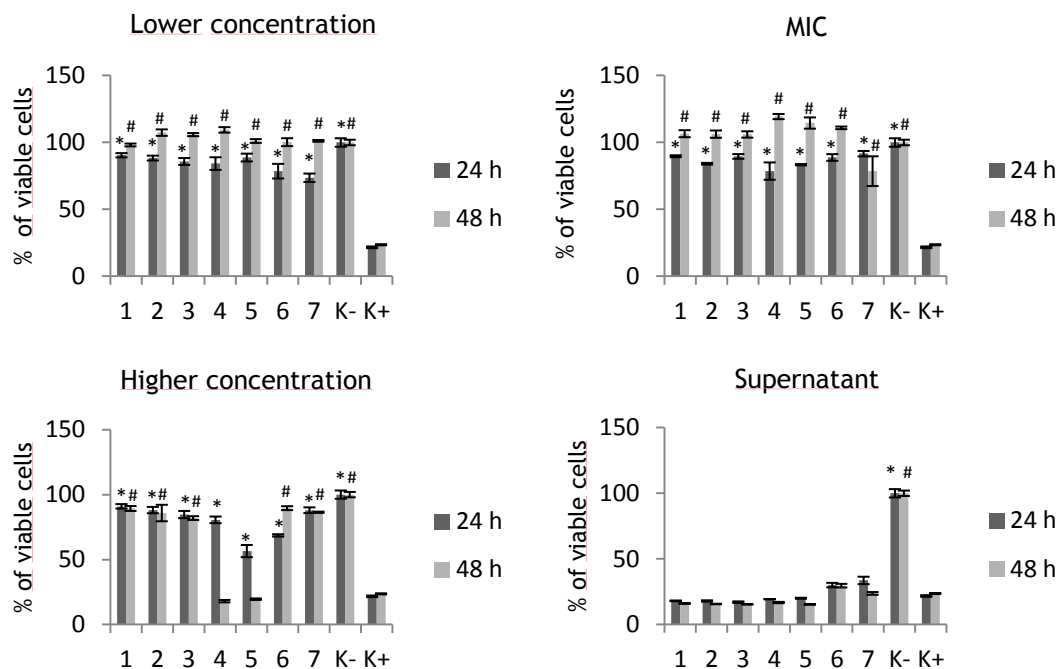 Lower concentration
% of viable cells
150
100
50
0
* # * # * # * # * # * # * # * #
1 2 3 4 5 6 7 K- K+
24 h
48 h
MIC
% of viable cells
150
100
50
0
* # * # * # * # * # * # * # * #
1 2 3 4 5 6 7 K- K+
24 h
48 h
Higher concentration
% of viable cells
150
100
50
0
* # * # * # * * * # * # * #
1 2 3 4 5 6 7 K- K+
24 h
48 h
Supernatant
% of viable cells
150
100
50
0
* #
1 2 3 4 5 6 7 K- K+
24 h
48 h